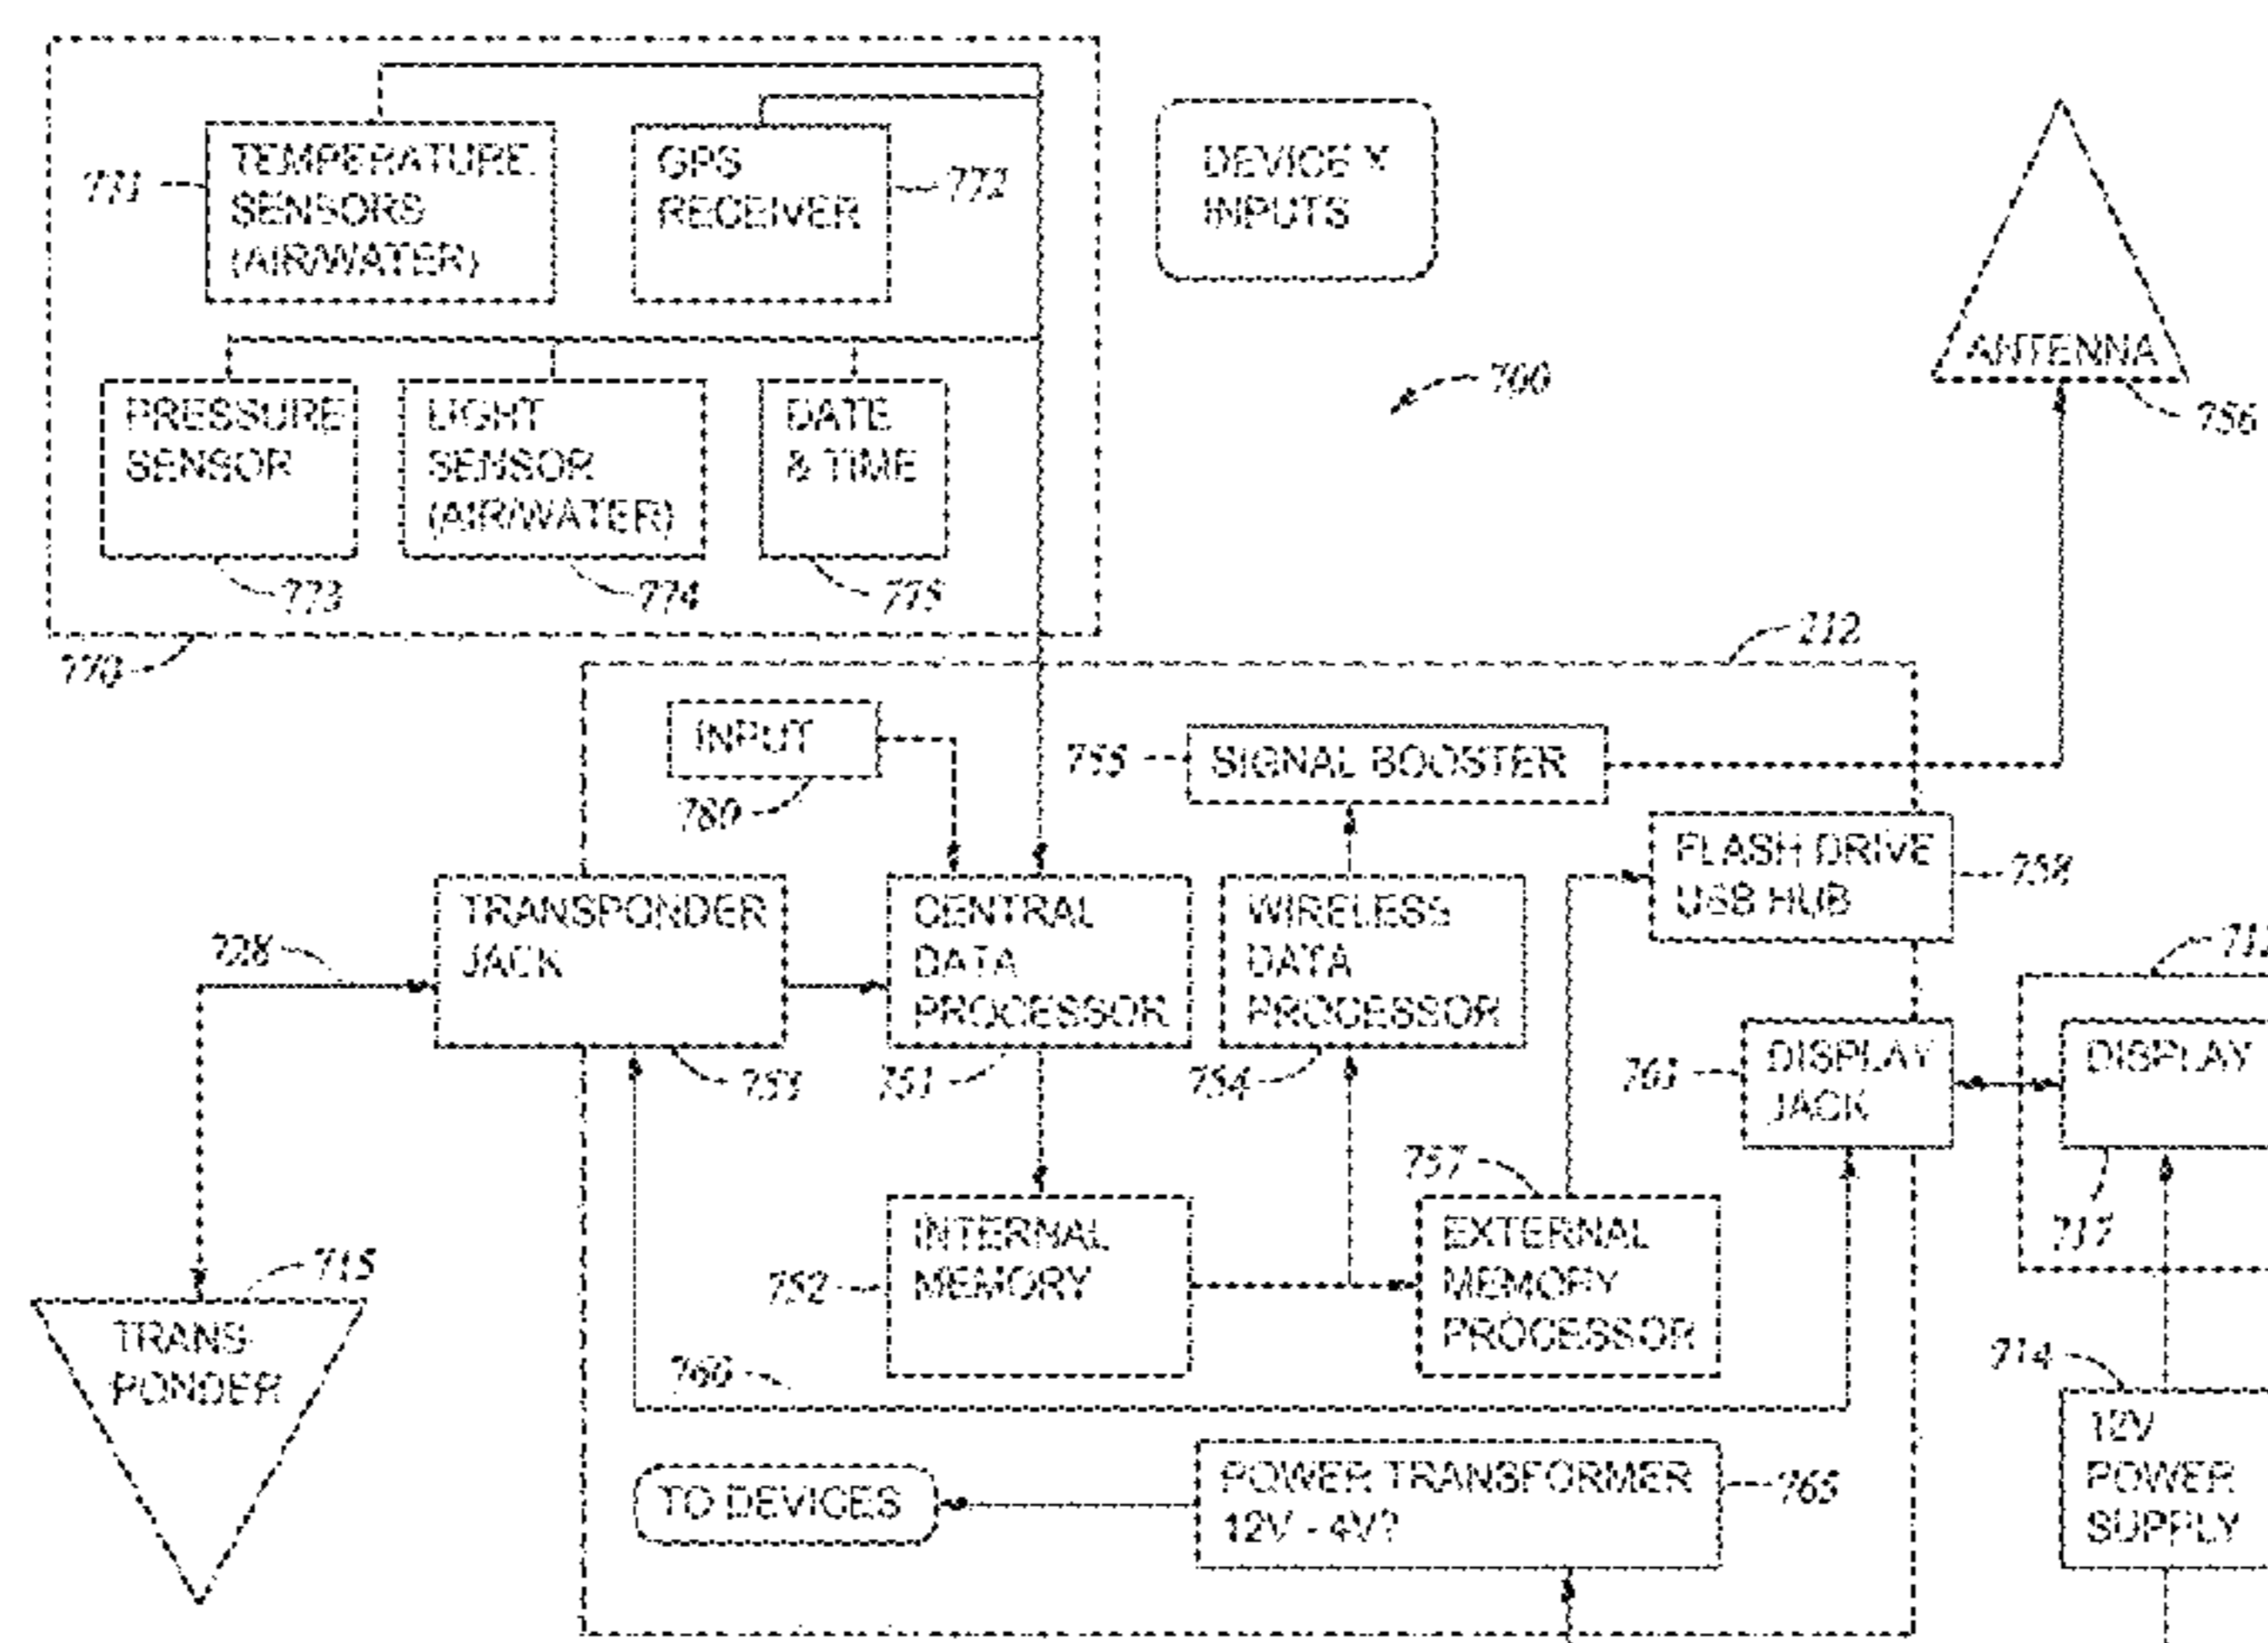 771
TEMPERATURE
SENSORS
(AIR/WATER)
GPS
RECEIVER
772
DEVICE X
INPUTS
ANTENNA
756
700
PRESSURE
SENSOR
773
LIGHT
SENSOR
(AIR/WATER)
774
DATE
& TIME
775
770
INPUT
780
755
SIGNAL BOOSTER
FLASH DRIVE
USB HUB
758
728
TRANSPONDER
JACK
CENTRAL
DATA
PROCESSOR
751
WIRELESS
DATA
PROCESSOR
754
DISPLAY
JACK
DISPLAY
717
715
TRANS-
PONDER
752
INTERNAL
MEMORY
757
EXTERNAL
MEMORY
PROCESSOR
760
714
12V
POWER
SUPPLY
TO DEVICES
POWER TRANSFORMER
12V - 4V?
765